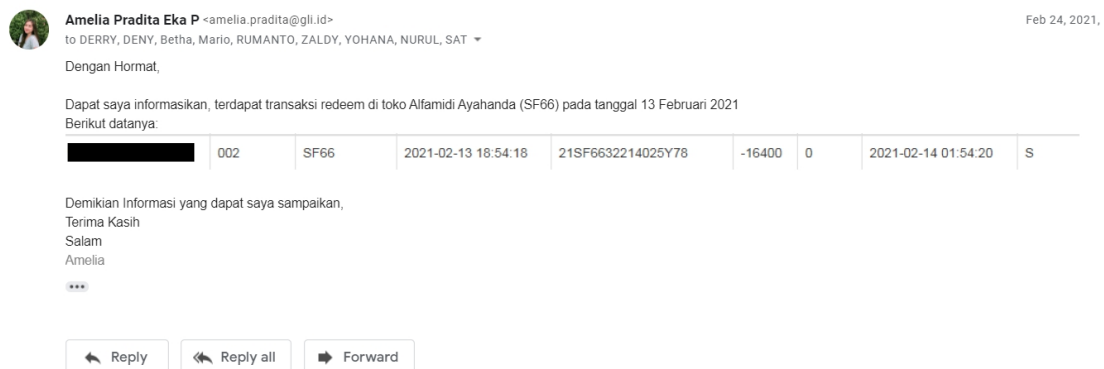 Amelia Pradita Eka P <amelia.pradita@gli.id>
Feb 24, 2021,
to DERRY, DENY, Betha, Mario, RUMANTO, ZALDY, YOHANA, NURUL, SAT
Dengan Hormat,
Dapat saya informasikan, terdapat transaksi redeem di toko Alfamidi Ayahanda (SF66) pada tanggal 13 Februari 2021
Berikut datanya:
002 SF66 2021-02-13 18:54:18 21SF6632214025Y78 -16400 0 2021-02-14 01:54:20 S
Demikian Informasi yang dapat saya sampaikan,
Terima Kasih
Salam
Amelia
Reply Reply all Forward